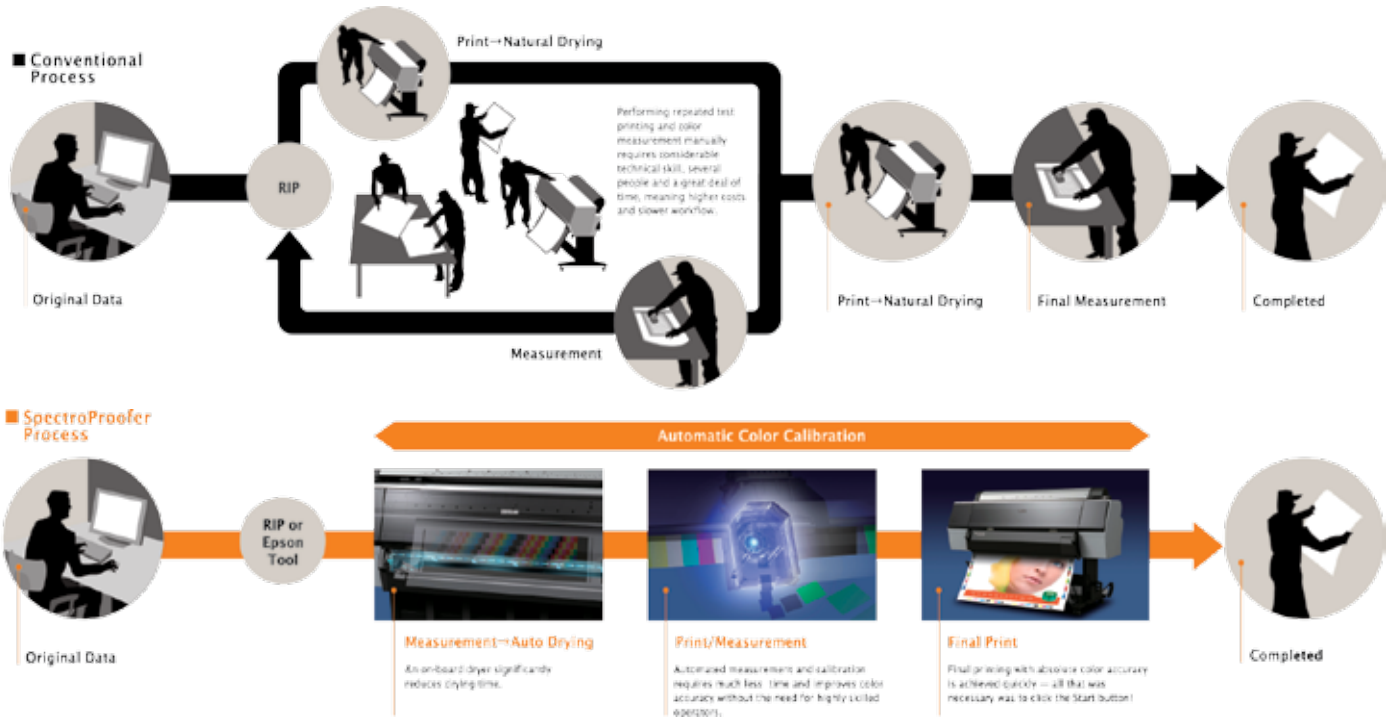 ■ Conventional
Process
Print→Natural Drying
Performing repeated test
printing and color
measurement manually
requires considerable
technical skill, several
people and a great deal of
time, meaning higher costs
and slower workflow.
RIP
Original Data
Measurement
Print→Natural Drying
Final Measurement
Completed
■ SpectroProofer
Process
Automatic Color Calibration
RIP or
Epson
Tool
Original Data
Measurement→Auto Drying
An on-board dryer significantly
reduces drying time.
Print/Measurement
Automated measurement and calibration
requires much less time and improves color
accuracy without the need for highly skilled
operators.
Final Print
Final printing with absolute color accuracy
is achieved quickly — all that was
necessary was to click the Start button!
Completed